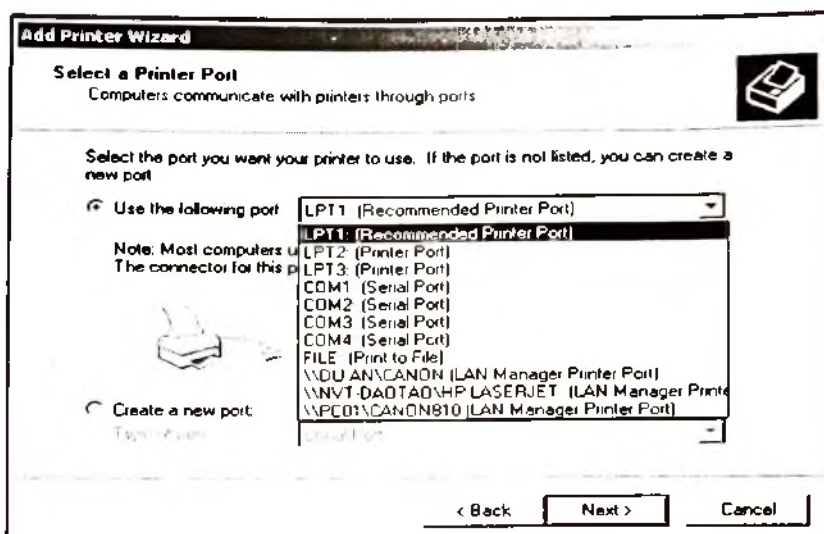 Add Printer Wizard
Select a Printer Port
Computers communicate with printers through ports
Select the port you want your printer to use. If the port is not listed, you can create a
new port
Use the following port
LPT1 (Recommended Printer Port)
LPT1: (Recommended Printer Port)
Note: Most computers u
LPT2: (Printer Port)
The connector for this p
LPT3: (Printer Port)
COM1 (Serial Port)
COM2 (Serial Port)
COM3 (Serial Port)
COM4 (Serial Port)
FILE (Print to File)
\\DU AN\CANON (LAN Manager Printer Port)
\\NVT-DAOTAO\HP LASERJET (LAN Manager Printe
\\PC01\CANON810 (LAN Manager Printer Port)
Create a new port:
Type of port
Local Port
< Back
Next >
Cancel